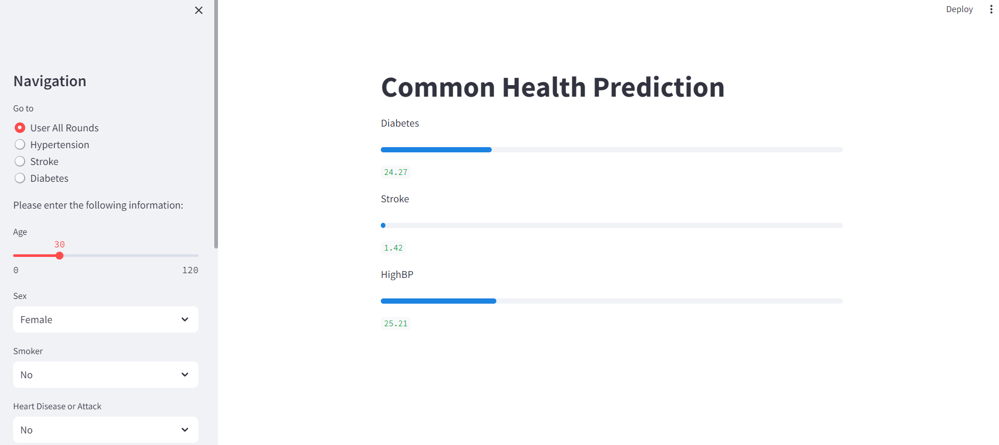 Deploy
Navigation
Go to
User All Rounds
Hypertension
Stroke
Diabetes
Please enter the following information:
Age
30
0 120
Sex
Female
Smoker
No
Heart Disease or Attack
No
Common Health Prediction
Diabetes
24.27
Stroke
1.42
HighBP
25.21